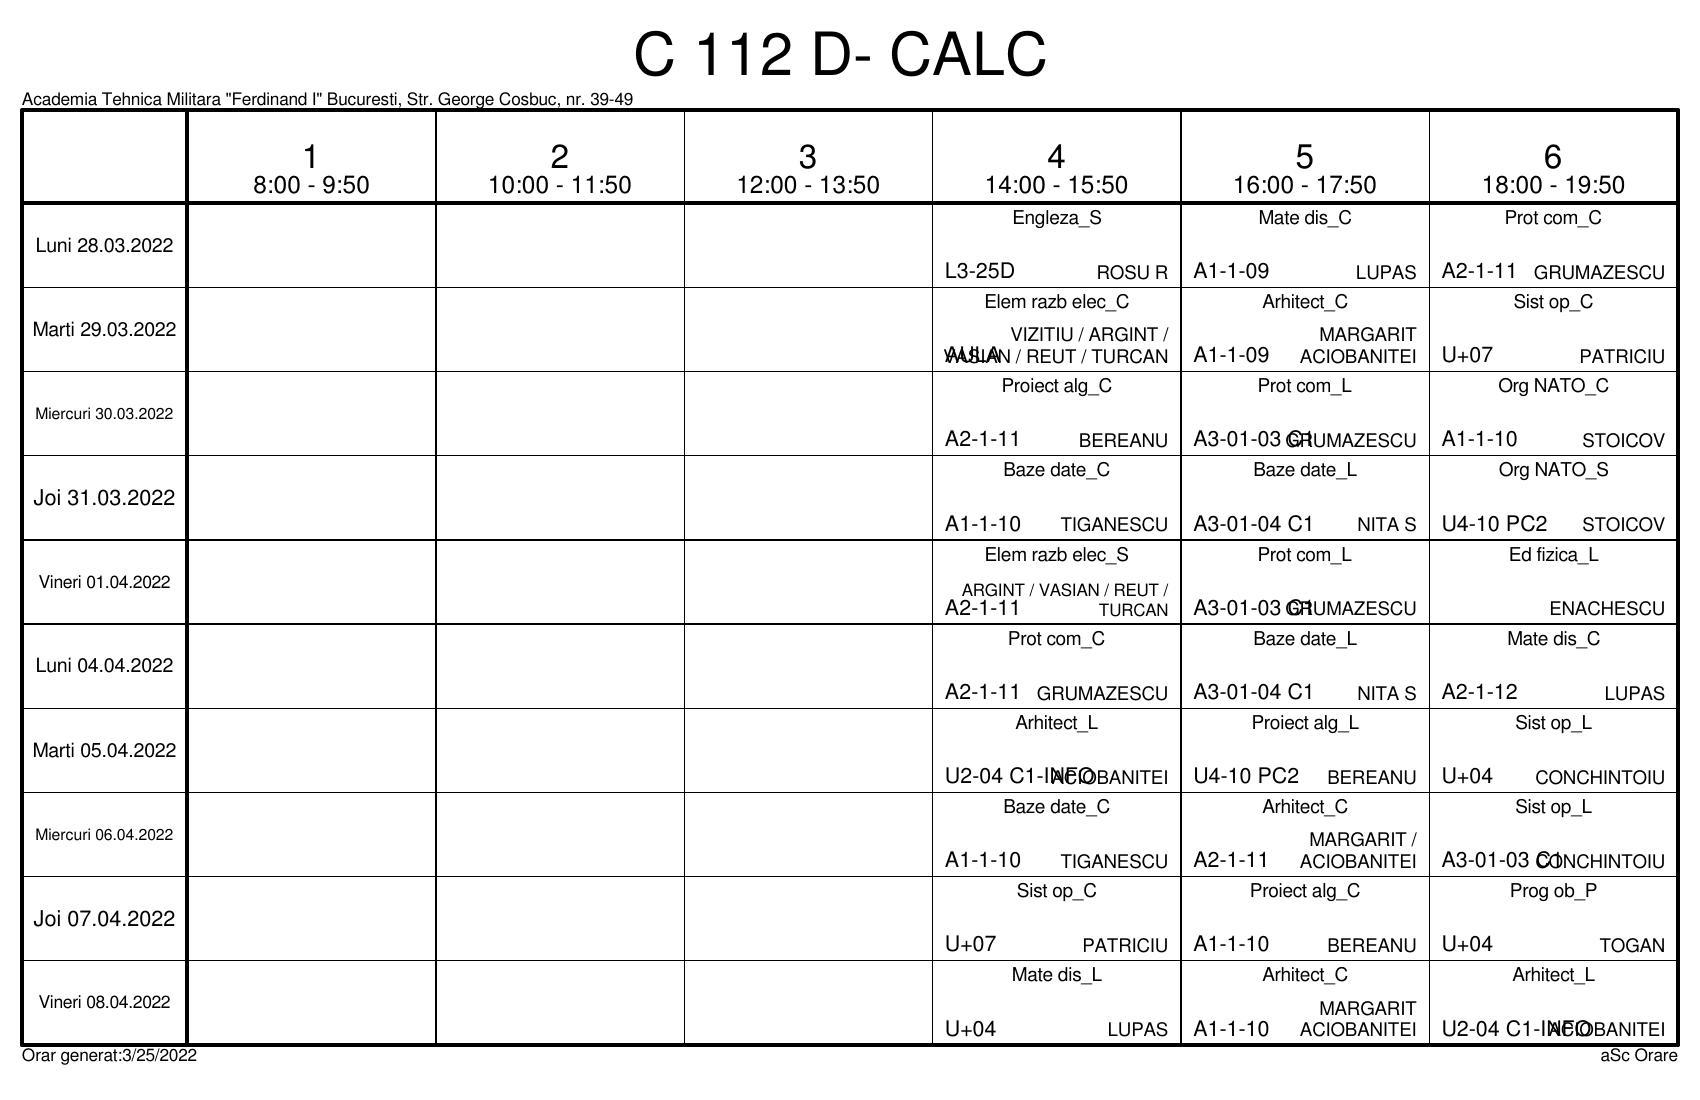 C 112 D- CALC
Academia Tehnica Militara "Ferdinand I" Bucuresti, Str. George Cosbuc, nr. 39-49
1 2 3 4 5 6
8:00 - 9:50 10:00 - 11:50 12:00 - 13:50 14:00 - 15:50 16:00 - 17:50 18:00 - 19:50
Engleza_S Mate dis_C Prot com_C
Luni 28.03.2022
L3-25D ROSU R A1-1-09 LUPAS A2-1-11 GRUMAZESCU
Elem razb elec_C Arhitect_C Sist op_C
Marti 29.03.2022
VIZITIU / ARGINT / MARGARIT
AULA VASIAN / REUT / TURCAN A1-1-09 ACIOBANITEI U+07 PATRICIU
Proiect alg_C Prot com_L Org NATO_C
Miercuri 30.03.2022
A2-1-11 BEREANU A3-01-03 C1 GRUMAZESCU A1-1-10 STOICOV
Baze date_C Baze date_L Org NATO_S
Joi 31.03.2022
A1-1-10 TIGANESCU A3-01-04 C1 NITA S U4-10 PC2 STOICOV
Elem razb elec_S Prot com_L Ed fizica_L
Vineri 01.04.2022
ARGINT / VASIAN / REUT /
A2-1-11 TURCAN A3-01-03 C1 GRUMAZESCU ENACHESCU
Prot com_C Baze date_L Mate dis_C
Luni 04.04.2022
A2-1-11 GRUMAZESCU A3-01-04 C1 NITA S A2-1-12 LUPAS
Arhitect_L Proiect alg_L Sist op_L
Marti 05.04.2022
U2-04 C1-INFO ACIOBANITEI U4-10 PC2 BEREANU U+04 CONCHINTOIU
Baze date_C Arhitect_C Sist op_L
Miercuri 06.04.2022
MARGARIT /
A1-1-10 TIGANESCU A2-1-11 ACIOBANITEI A3-01-03 C1 CONCHINTOIU
Sist op_C Proiect alg_C Prog ob_P
Joi 07.04.2022
U+07 PATRICIU A1-1-10 BEREANU U+04 TOGAN
Mate dis_L Arhitect_C Arhitect_L
Vineri 08.04.2022
MARGARIT
U+04 LUPAS A1-1-10 ACIOBANITEI U2-04 C1-INFO ACIOBANITEI
Orar generat:3/25/2022 aSc Orare